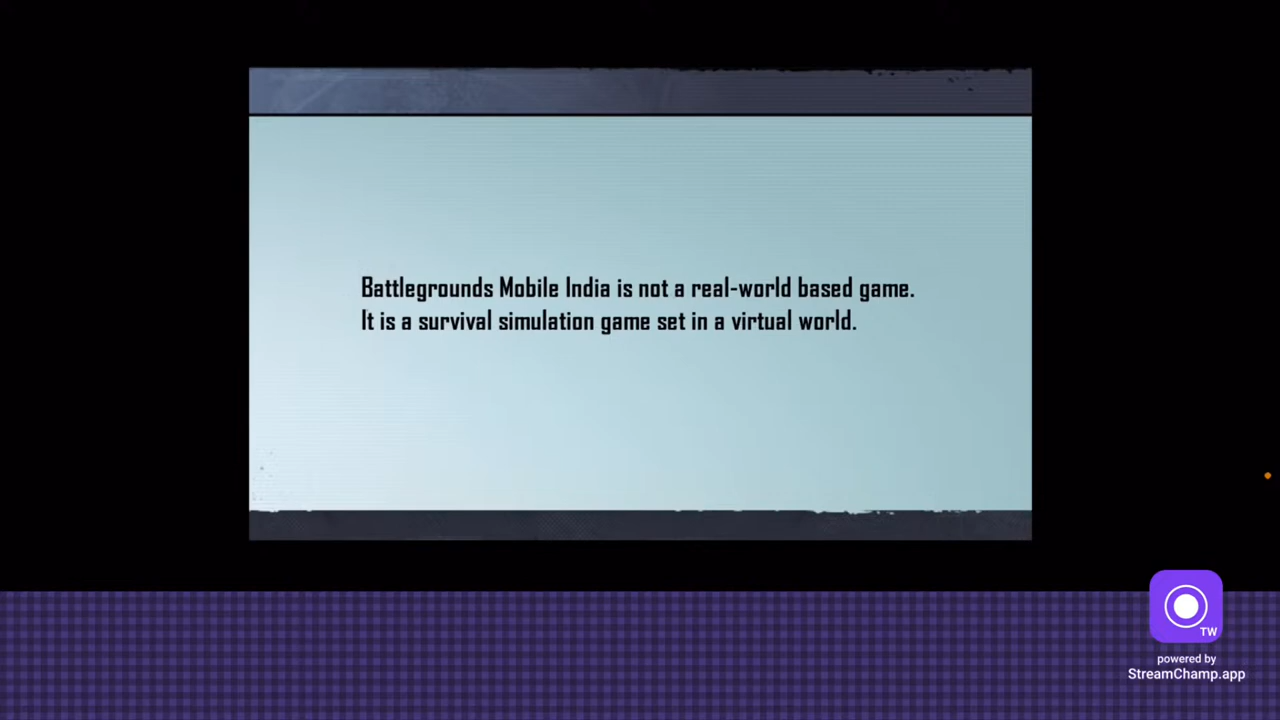 Battlegrounds Mobile India is not a real-world based game.
It is a survival simulation game set in a virtual world.
TW
powered by
StreamChamp.app